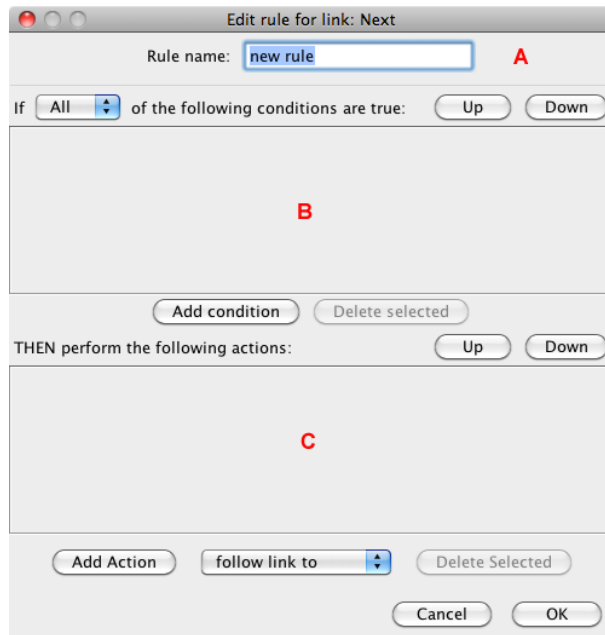 Edit rule for link: Next
Rule name: new rule A
If All of the following conditions are true: Up Down
B
Add condition Delete selected
THEN perform the following actions: Up Down
C
Add Action follow link to Delete Selected
Cancel OK